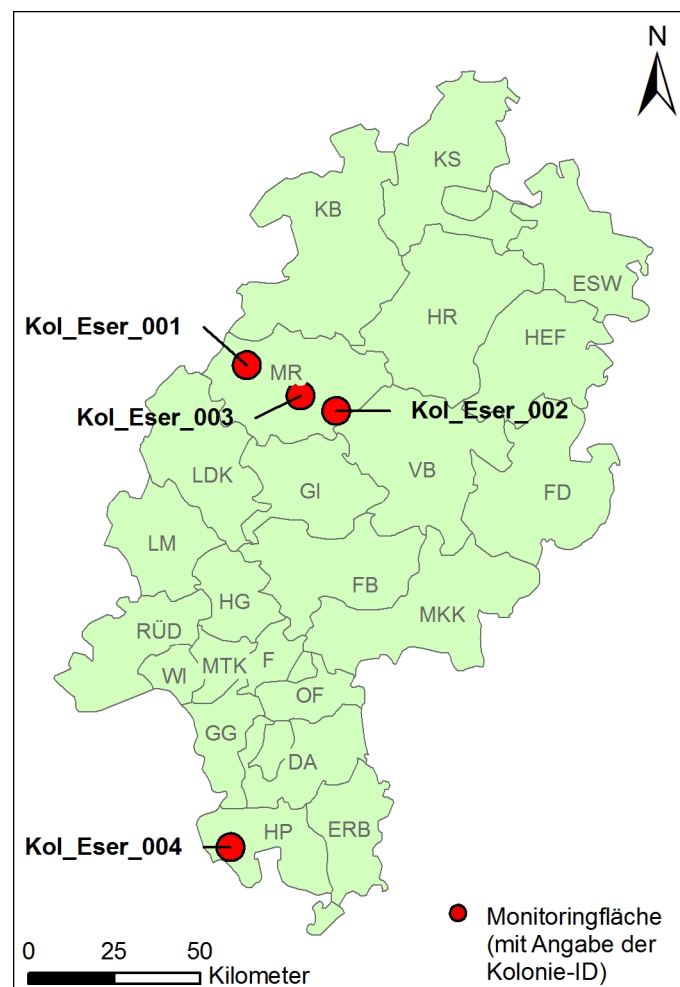 N
KS
KB
ESW
HR
HEF
Kol_Eser_001
MR
Kol_Eser_003
Kol_Eser_002
VB
LDK
GI
FD
LM
HG
FB
MKK
RÜD
MTK
F
WI
OF
GG
DA
HP
ERB
Kol_Eser_004
Monitoringfläche
(mit Angabe der
Kolonie-ID)
0 25 50
Kilometer